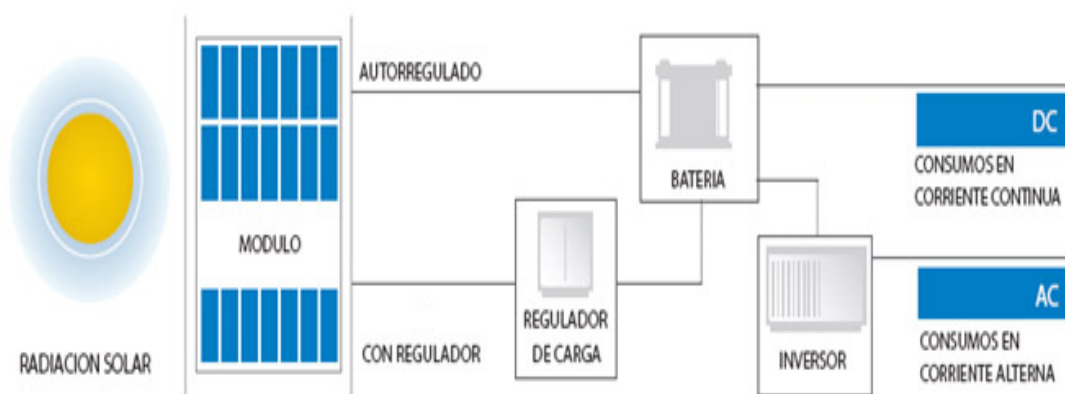 RADIACION SOLAR
MODULO
AUTORREGULADO
CON REGULADOR
REGULADOR
DE CARGA
BATERIA
INVERSOR
DC
CONSUMOS EN
CORRIENTE CONTINUA
AC
CONSUMOS EN
CORRIENTE ALTERNA